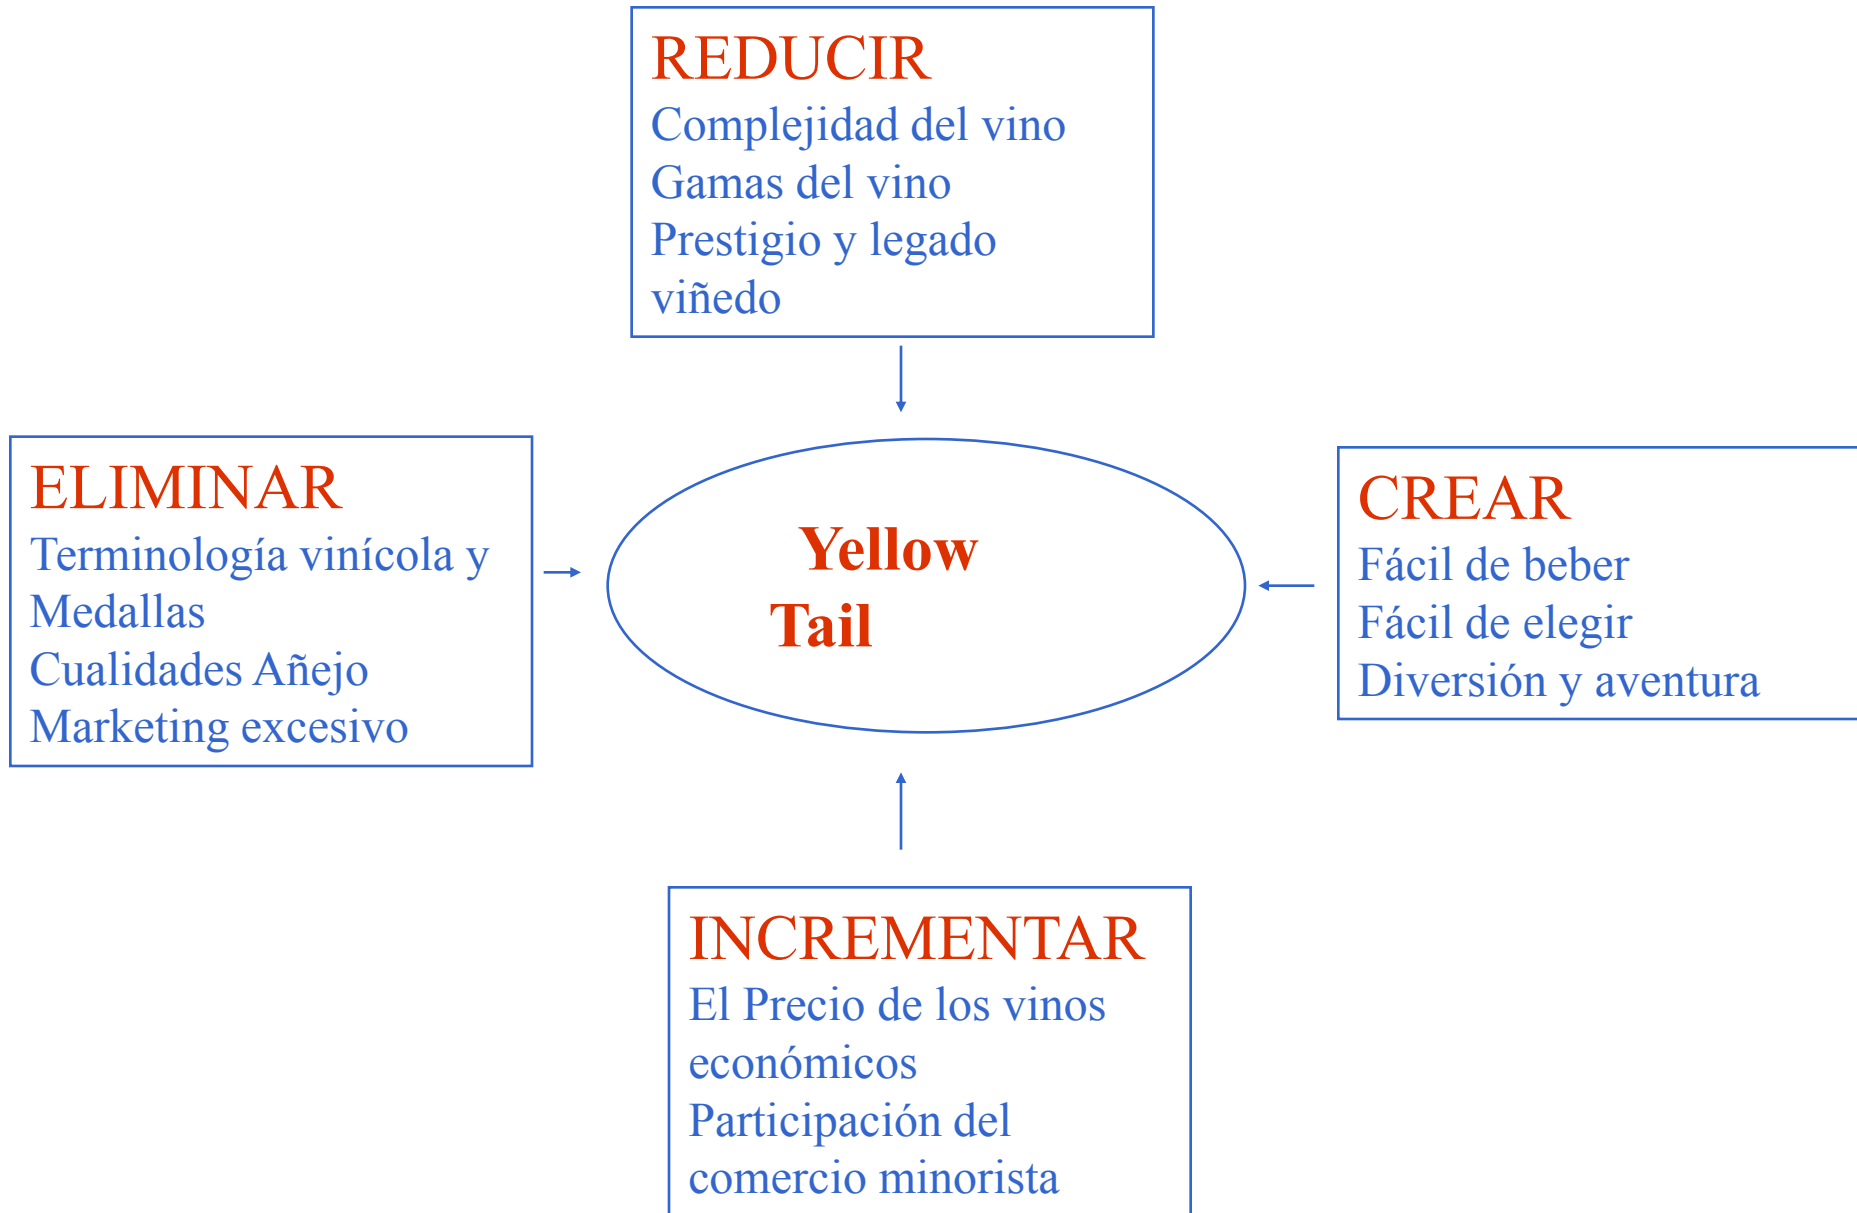 REDUCIR
Complejidad del vino
Gamas del vino
Prestigio y legado
viñedo
ELIMINAR
Terminología vinícola y
Medallas
Cualidades Añejo
Marketing excesivo
Yellow
Tail
CREAR
Fácil de beber
Fácil de elegir
Diversión y aventura
INCREMENTAR
El Precio de los vinos
económicos
Participación del
comercio minorista